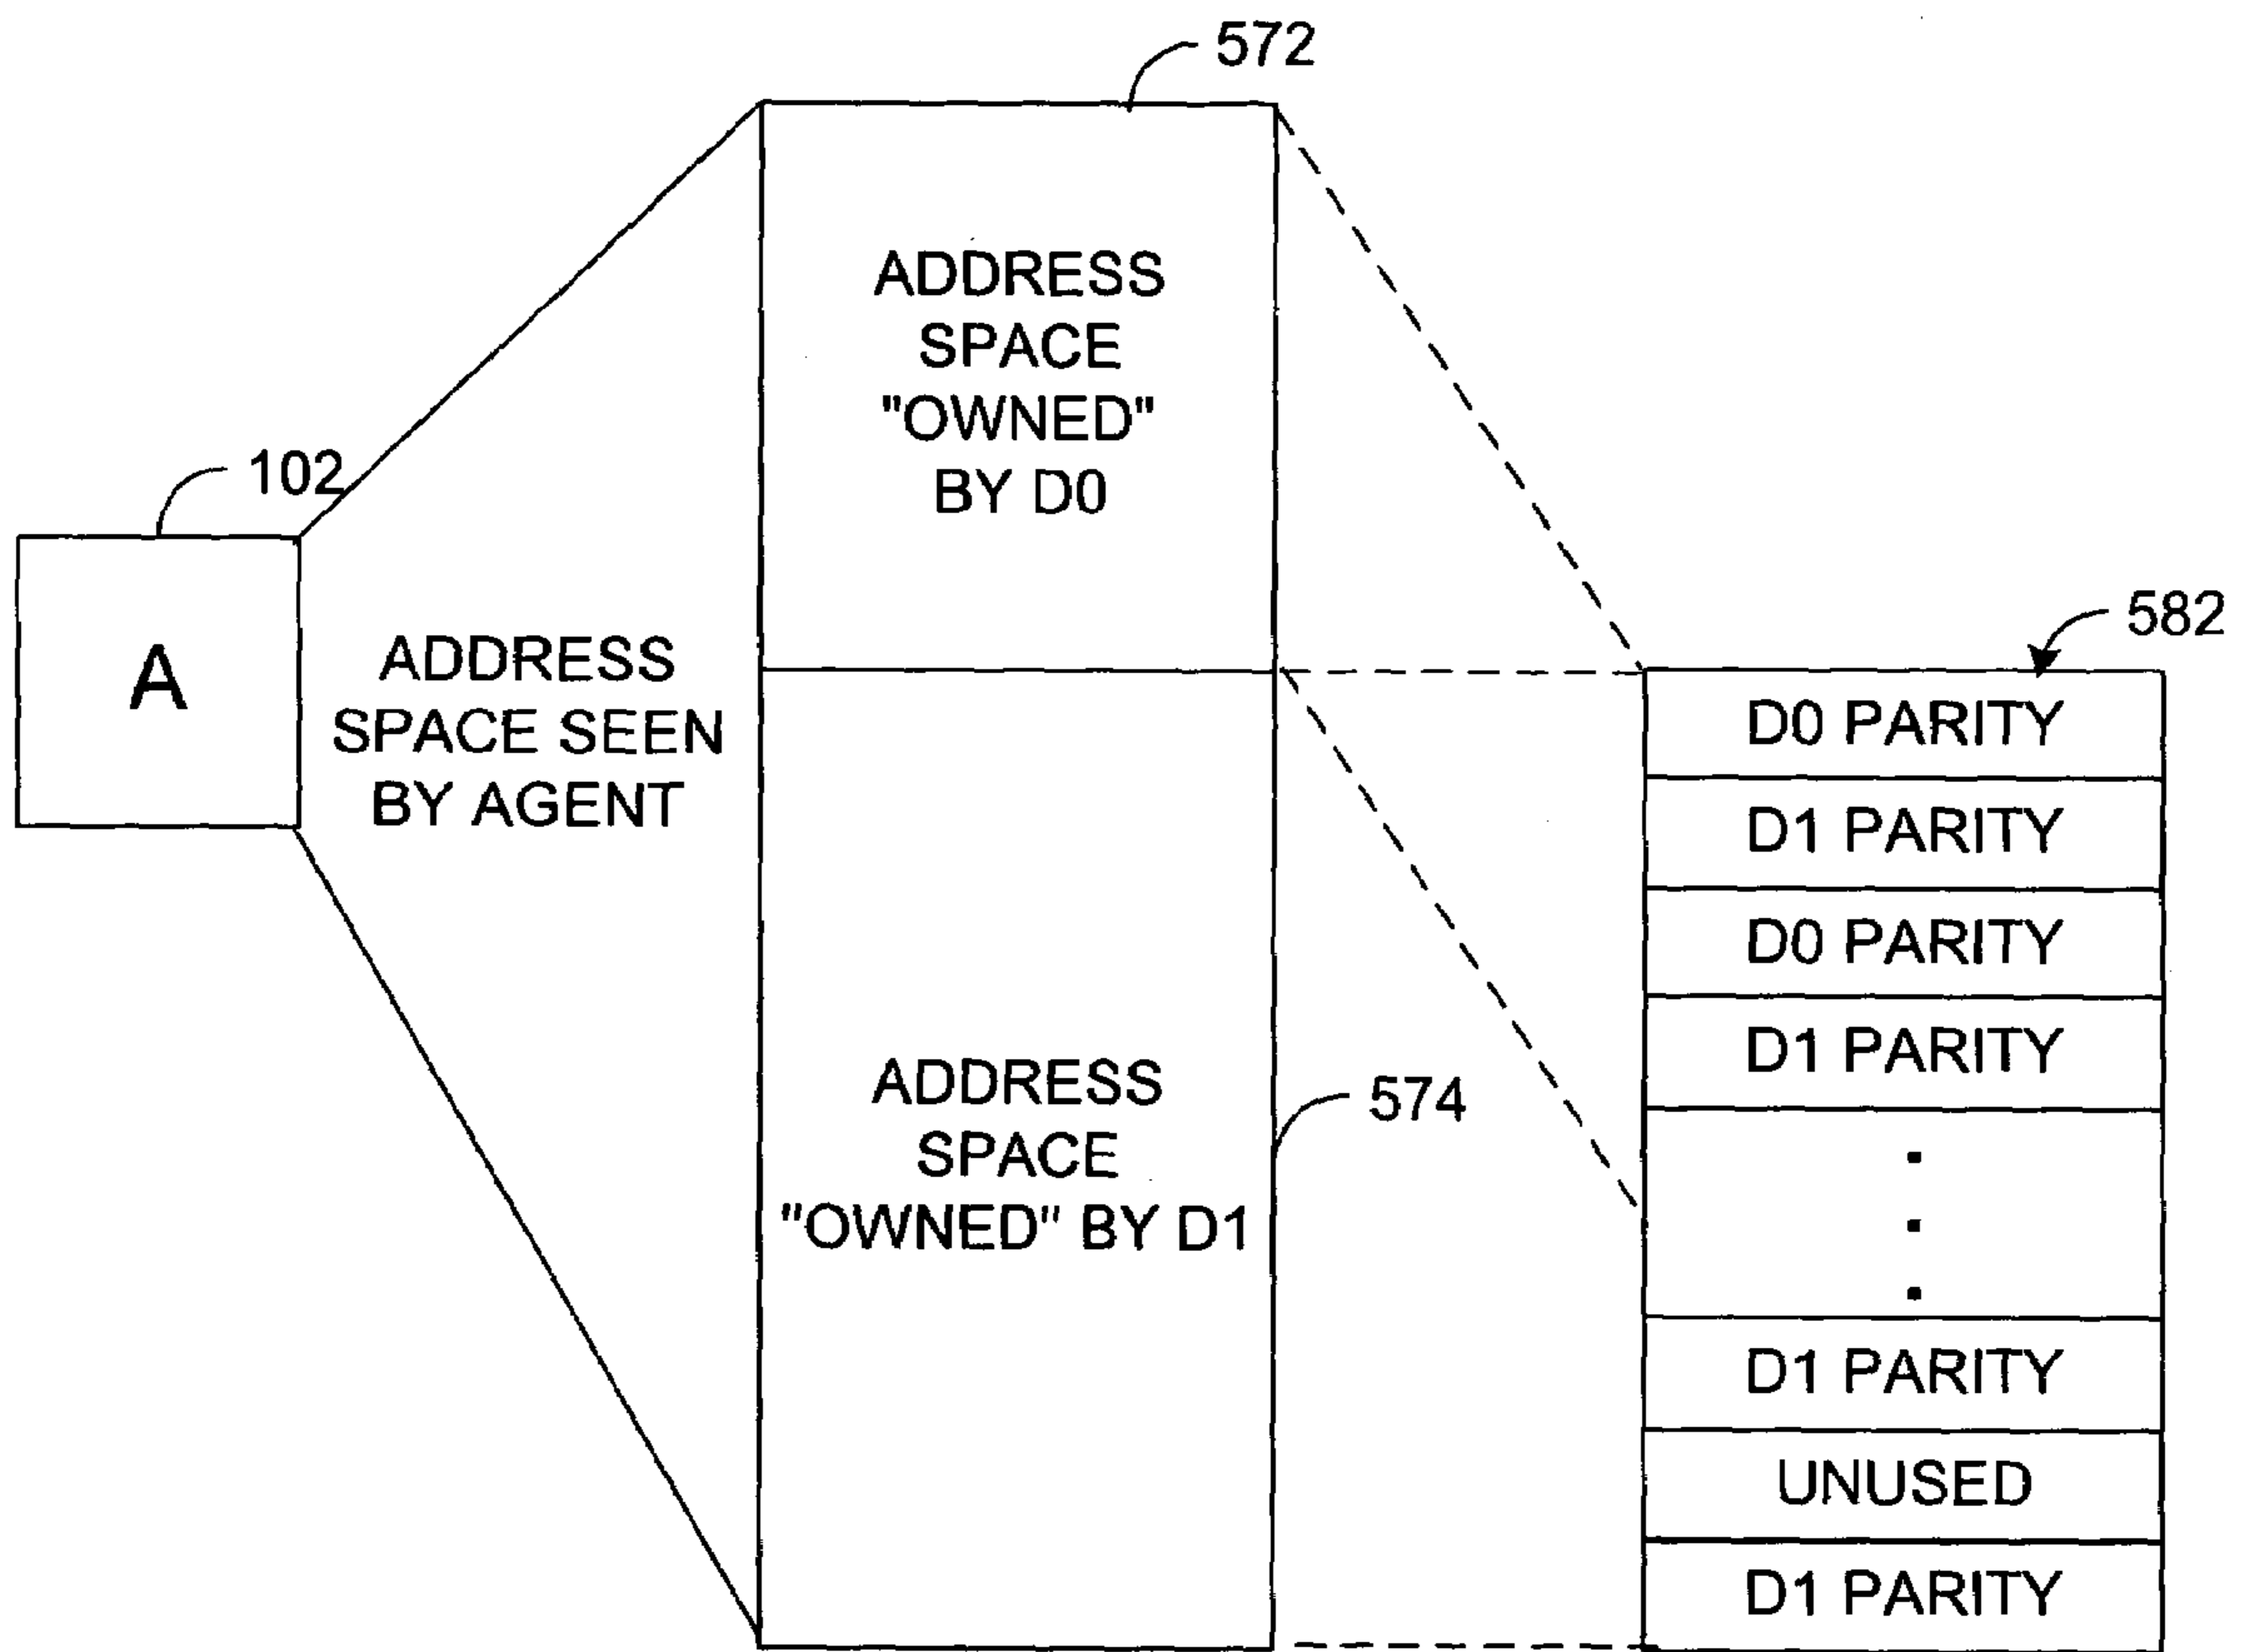 572
ADDRESS
SPACE
"OWNED"
BY D0
102
A
ADDRESS
SPACE SEEN
BY AGENT
582
D0 PARITY
D1 PARITY
D0 PARITY
D1 PARITY
ADDRESS
SPACE
"OWNED" BY D1
574
.
.
.
D1 PARITY
UNUSED
D1 PARITY